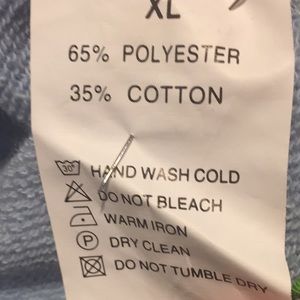 XL
65% POLYESTER
35% COTTON
30° HAND WASH COLD
DO NOT BLEACH
WARM IRON
P DRY CLEAN
DO NOT TUMBLE DRY